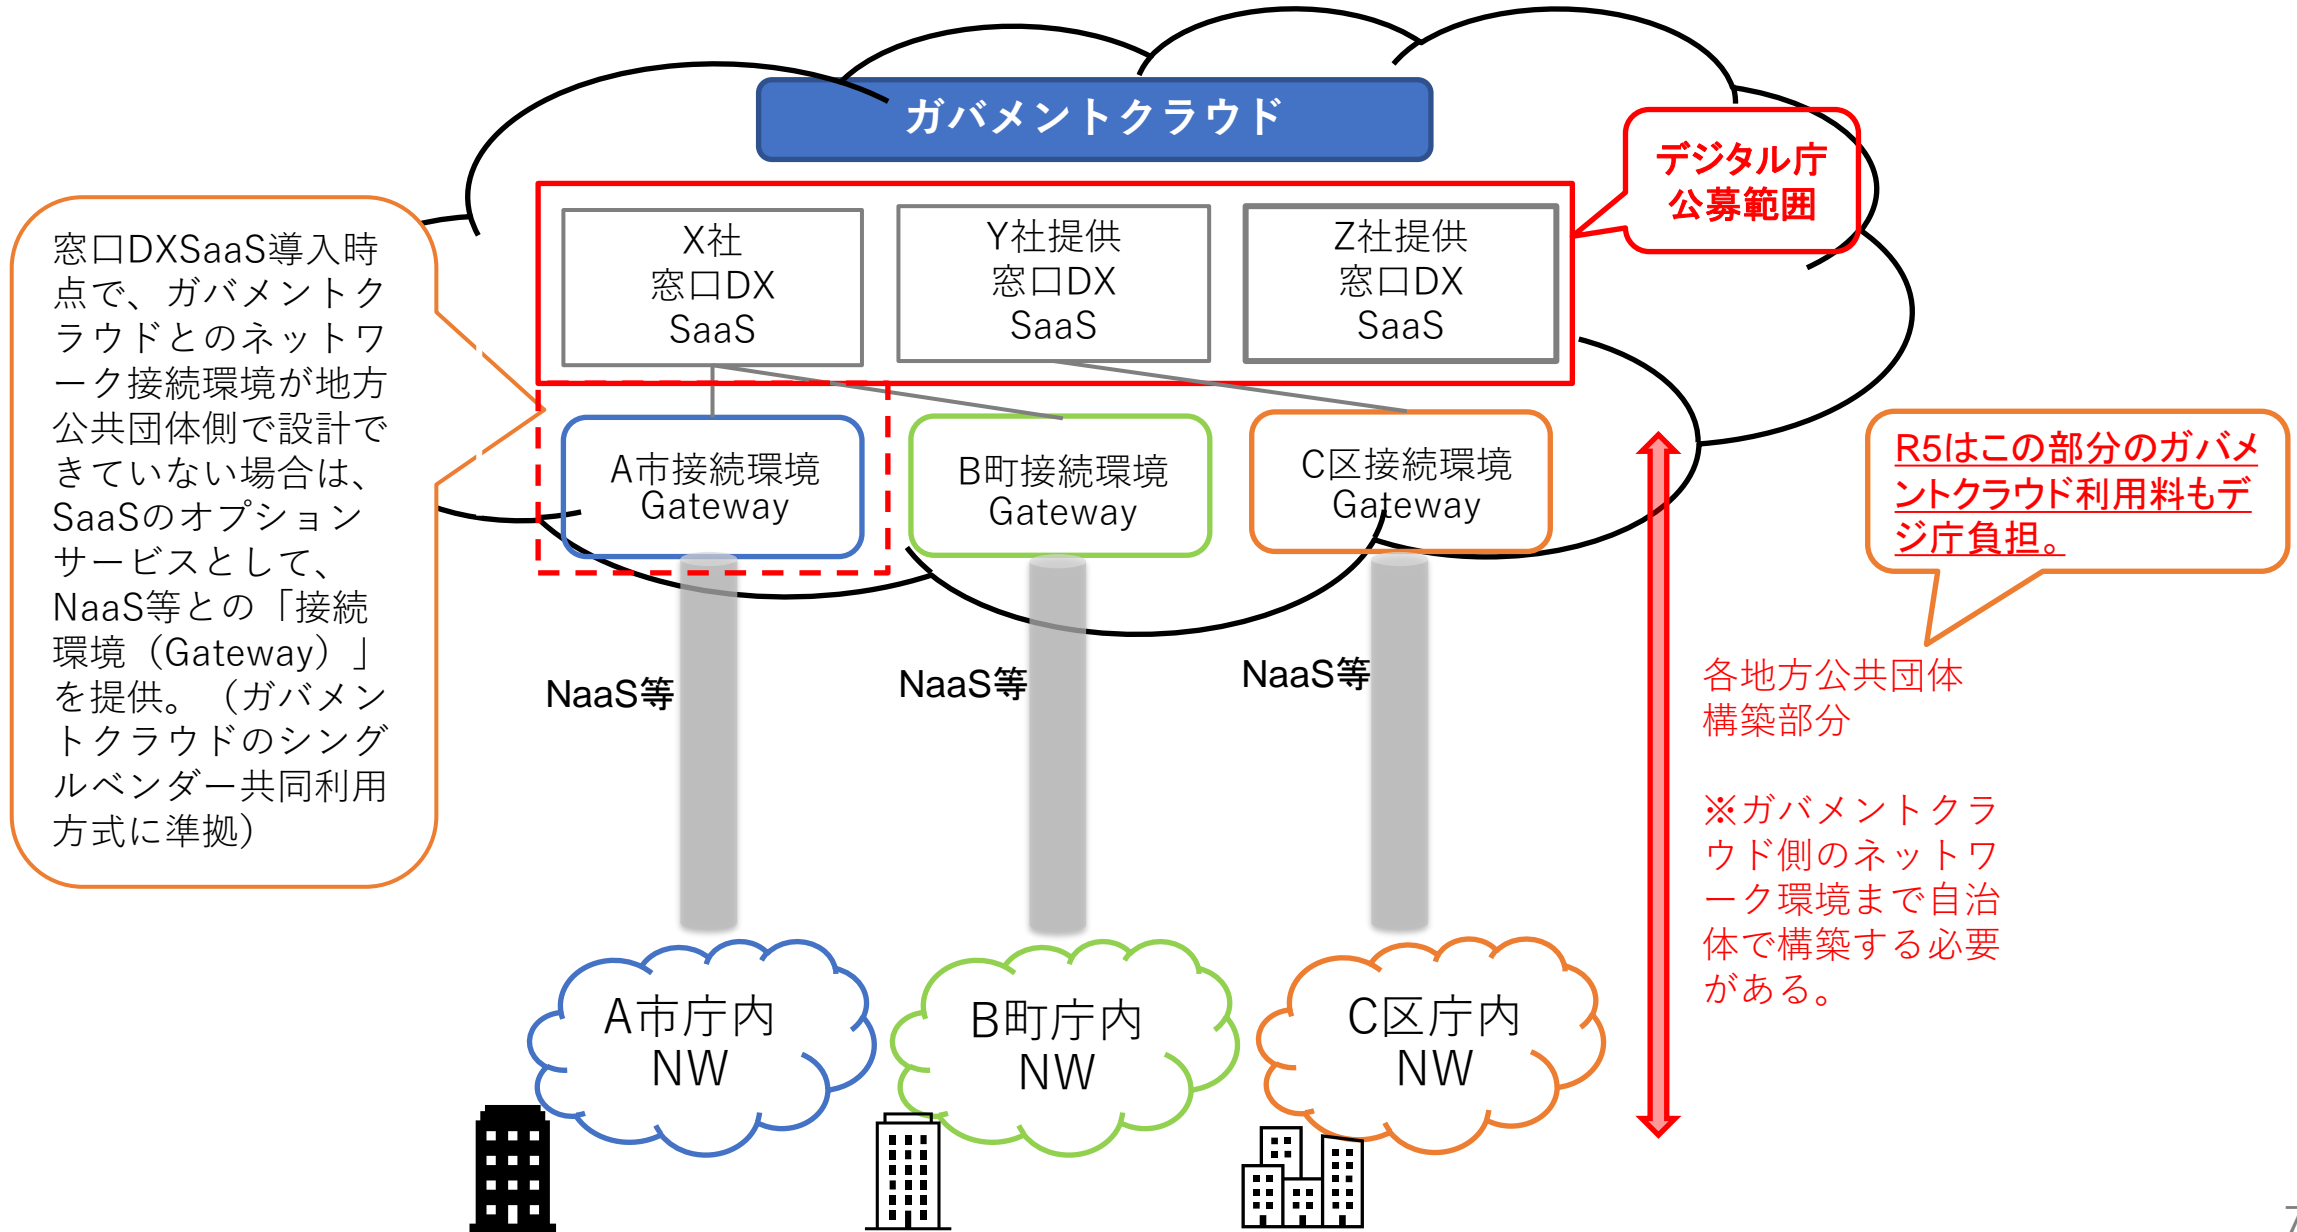 ガバメントクラウド
デジタル庁
公募範囲
X社
窓口DX
SaaS
Y社提供
窓口DX
SaaS
Z社提供
窓口DX
SaaS
窓口DXSaaS導入時
点で、ガバメントク
ラウドとのネットワ
ーク接続環境が地方
公共団体側で設計で
きていない場合は、
SaaSのオプション
サービスとして、
NaaS等との「接続
環境（Gateway）」
を提供。（ガバメン
トクラウドのシング
ルベンダー共同利用
方式に準拠）
A市接続環境
Gateway
B町接続環境
Gateway
C区接続環境
Gateway
R5はこの部分のガバメ
ントクラウド利用料もデ
ジ庁負担。
NaaS等
NaaS等
NaaS等
各地方公共団体
構築部分
※ガバメントクラ
ウド側のネットワ
ーク環境まで自治
体で構築する必要
がある。
A市庁内
NW
B町庁内
NW
C区庁内
NW